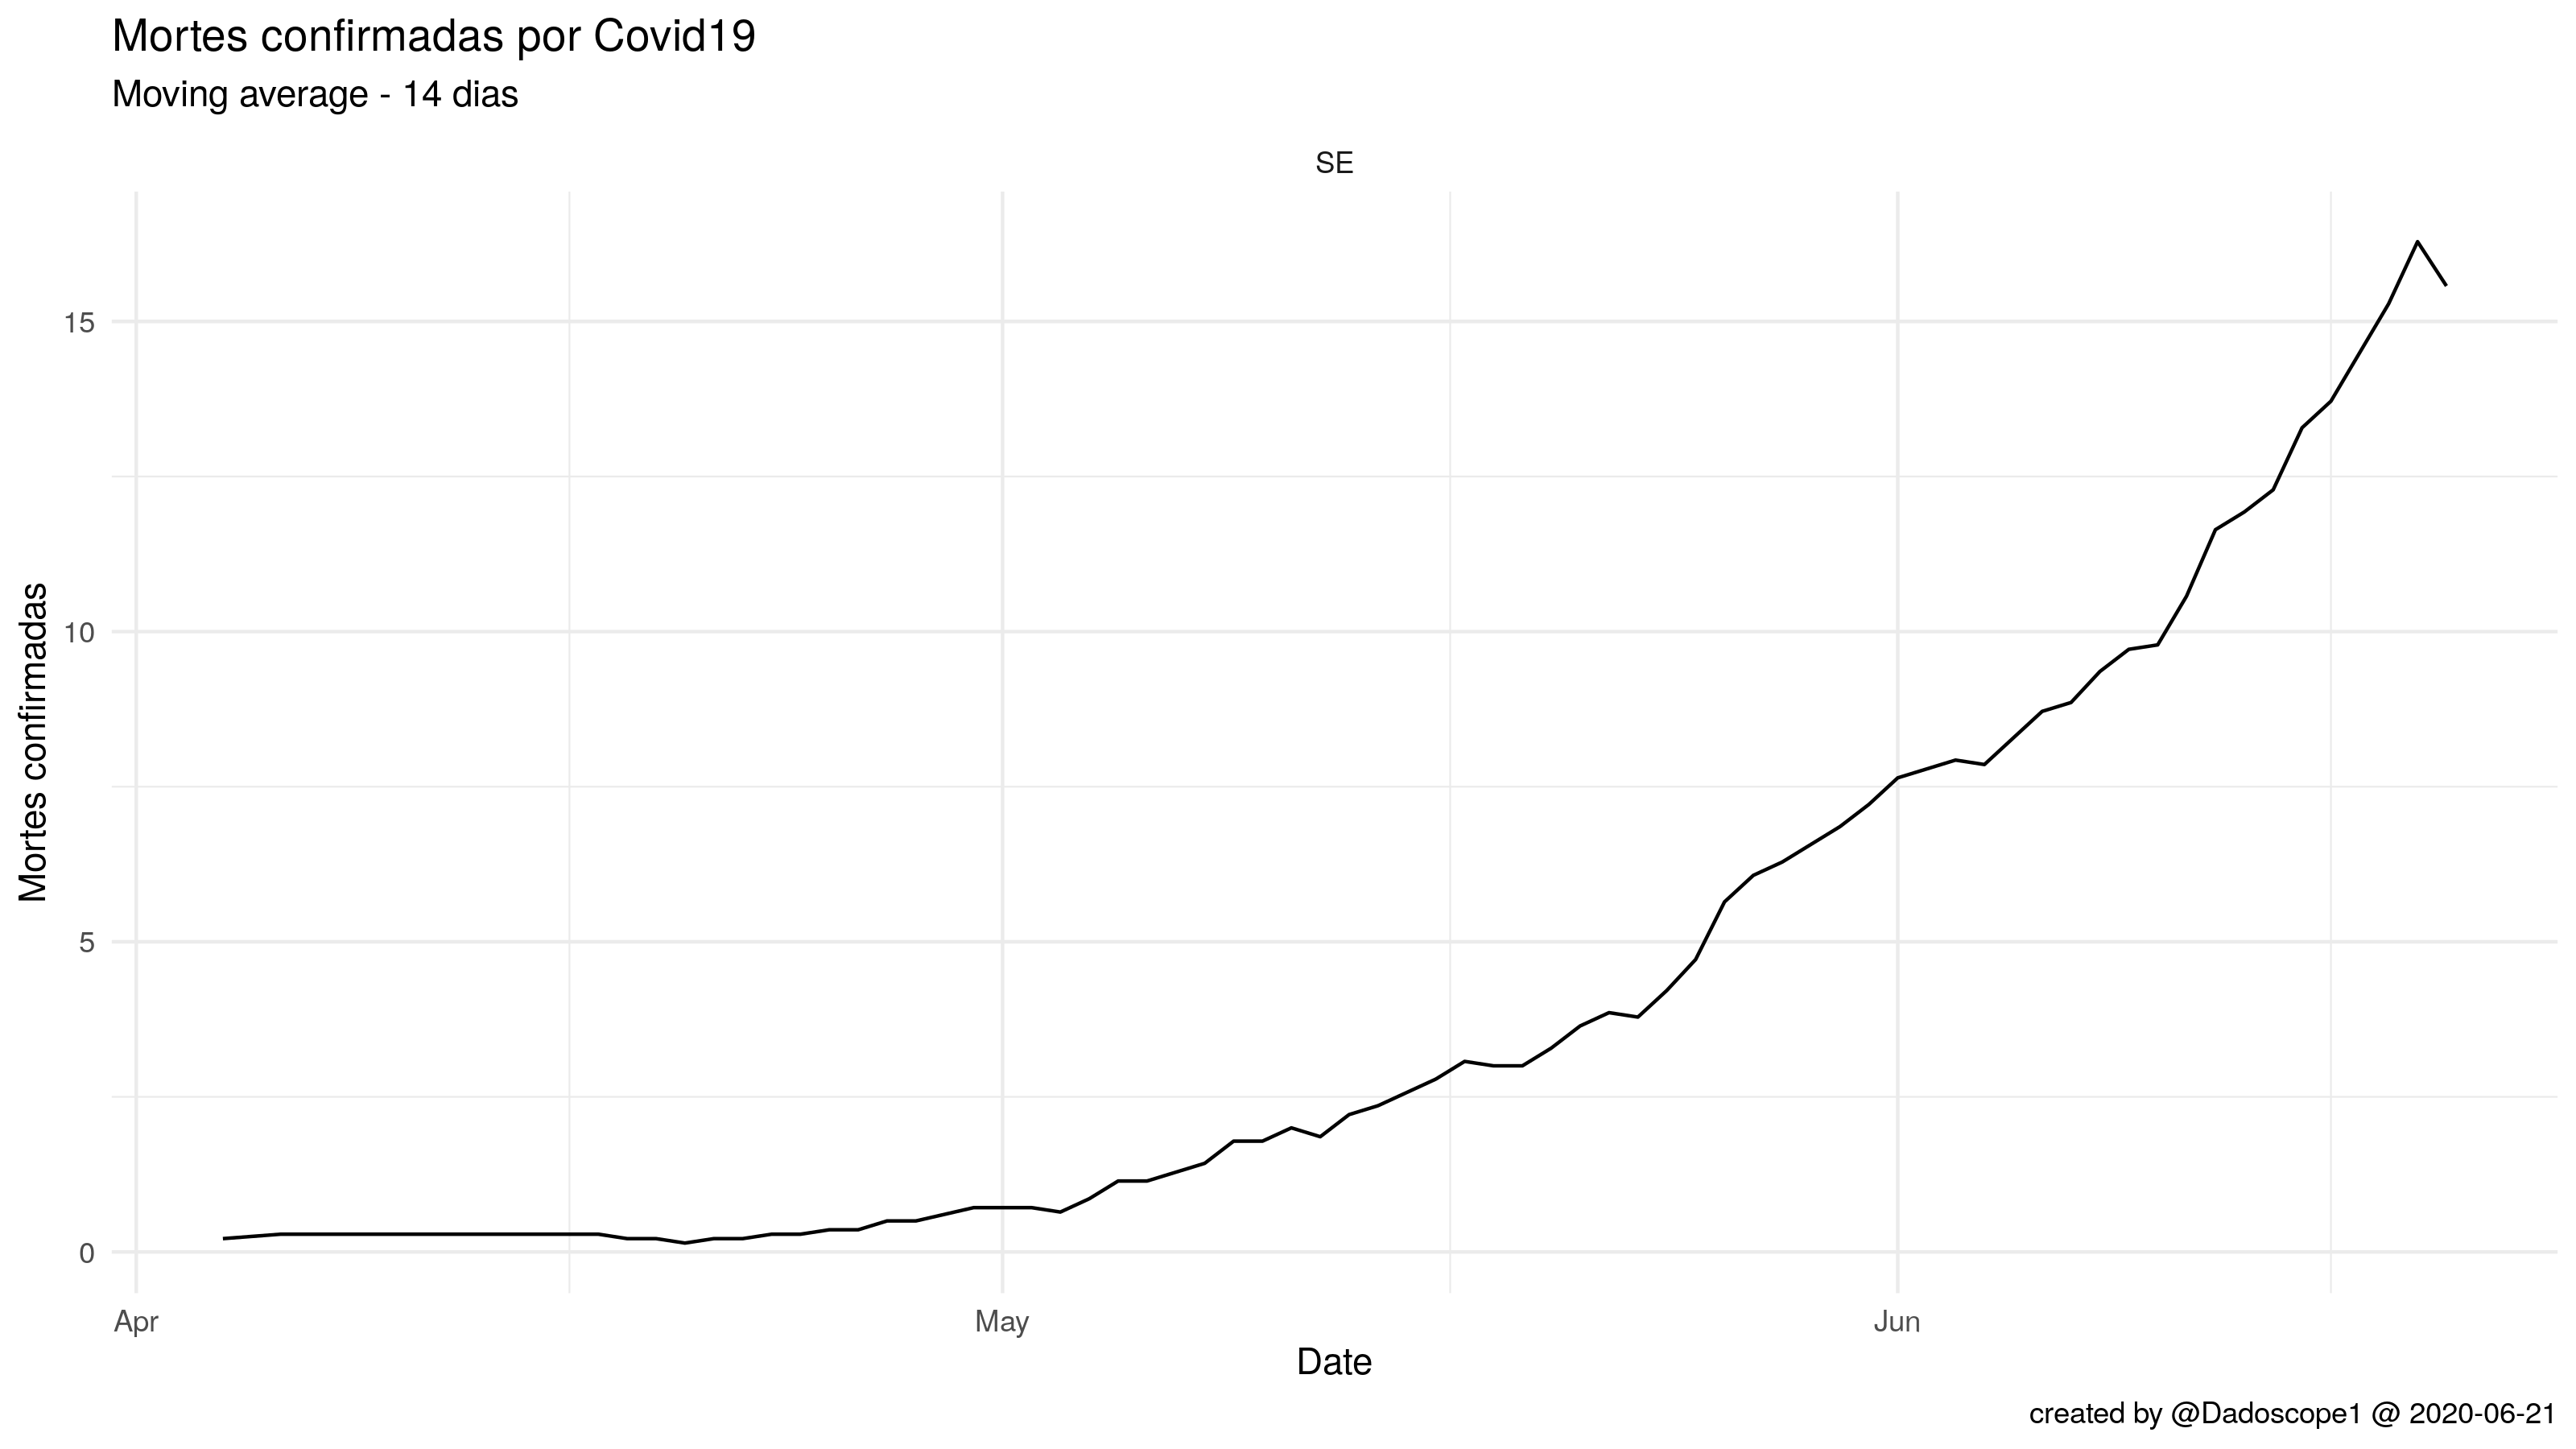 Mortes confirmadas por Covid19
Moving average - 14 dias
SE
Mortes confirmadas
15
10
5
0
Apr May Jun
Date
created by @Dadoscope1 @ 2020-06-21